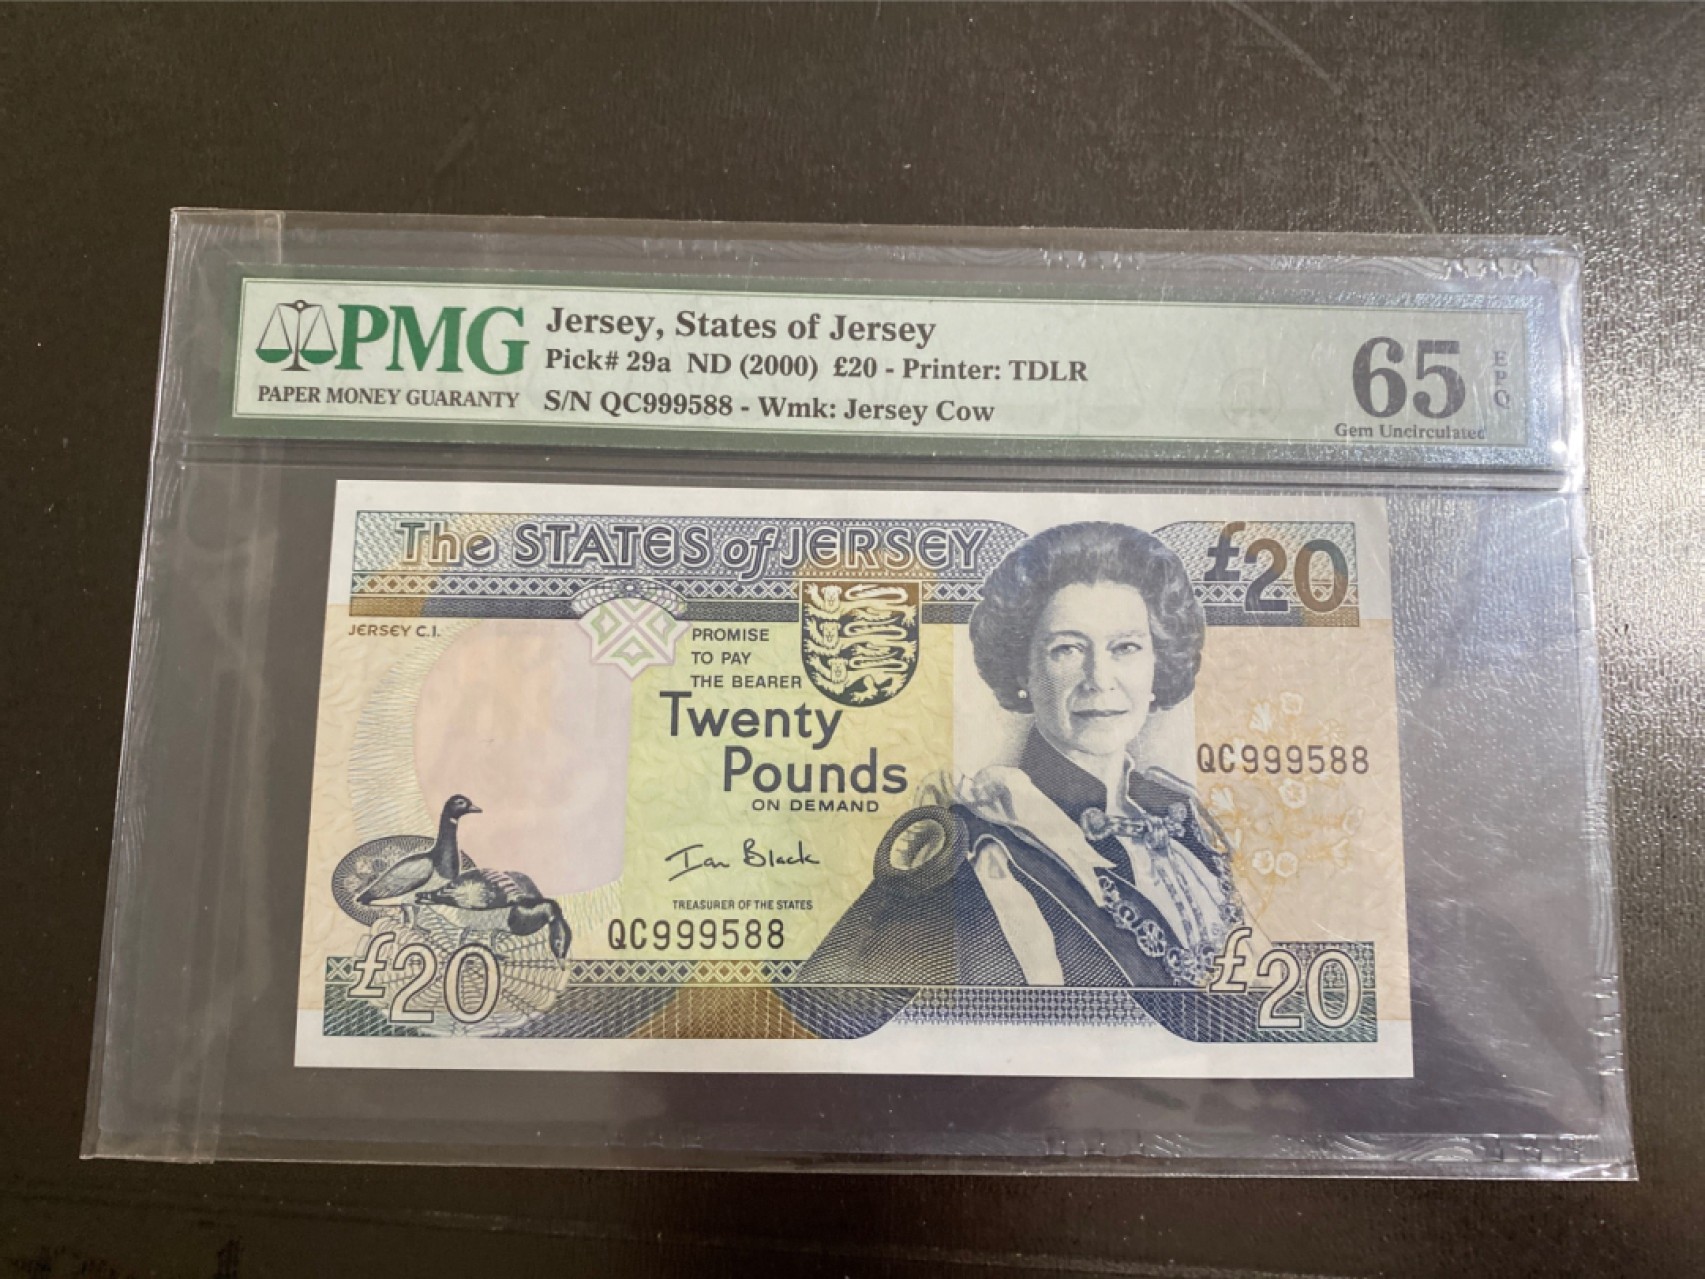 PMG
PAPER MONEY GUARANTY
Jersey, States of Jersey
Pick# 29a ND (2000) £20 - Printer: TDLR
S/N QC999588 - Wmk: Jersey Cow
65
EPQ
Gem Uncirculated
The STATES of JERSEY
£20
JERSEY C.I.
PROMISE
TO PAY
THE BEARER
Twenty
Pounds
ON DEMAND
QC999588
Ian Black
TREASURER OF THE STATES
QC999588
£20
£20